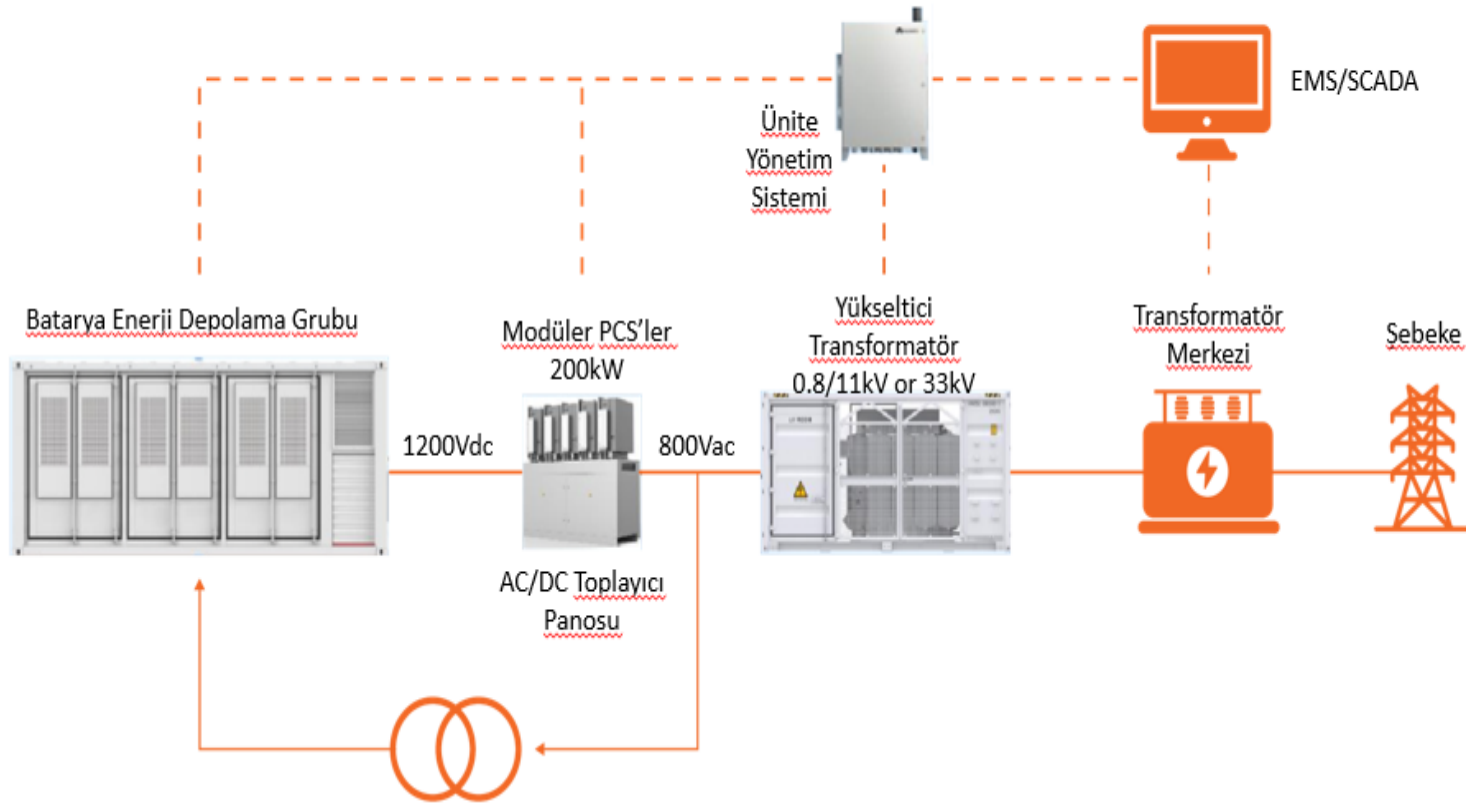 EMS/SCADA
Ünite
Yönetim
Sistemi
Batarya Enerji Depolama Grubu
Modüler PCS’ler
200kW
Yükseltici
Transformatör
0.8/11kV or 33kV
Transformatör
Merkezi
Şebeke
1200Vdc
800Vac
AC/DC Toplayıcı
Panosu